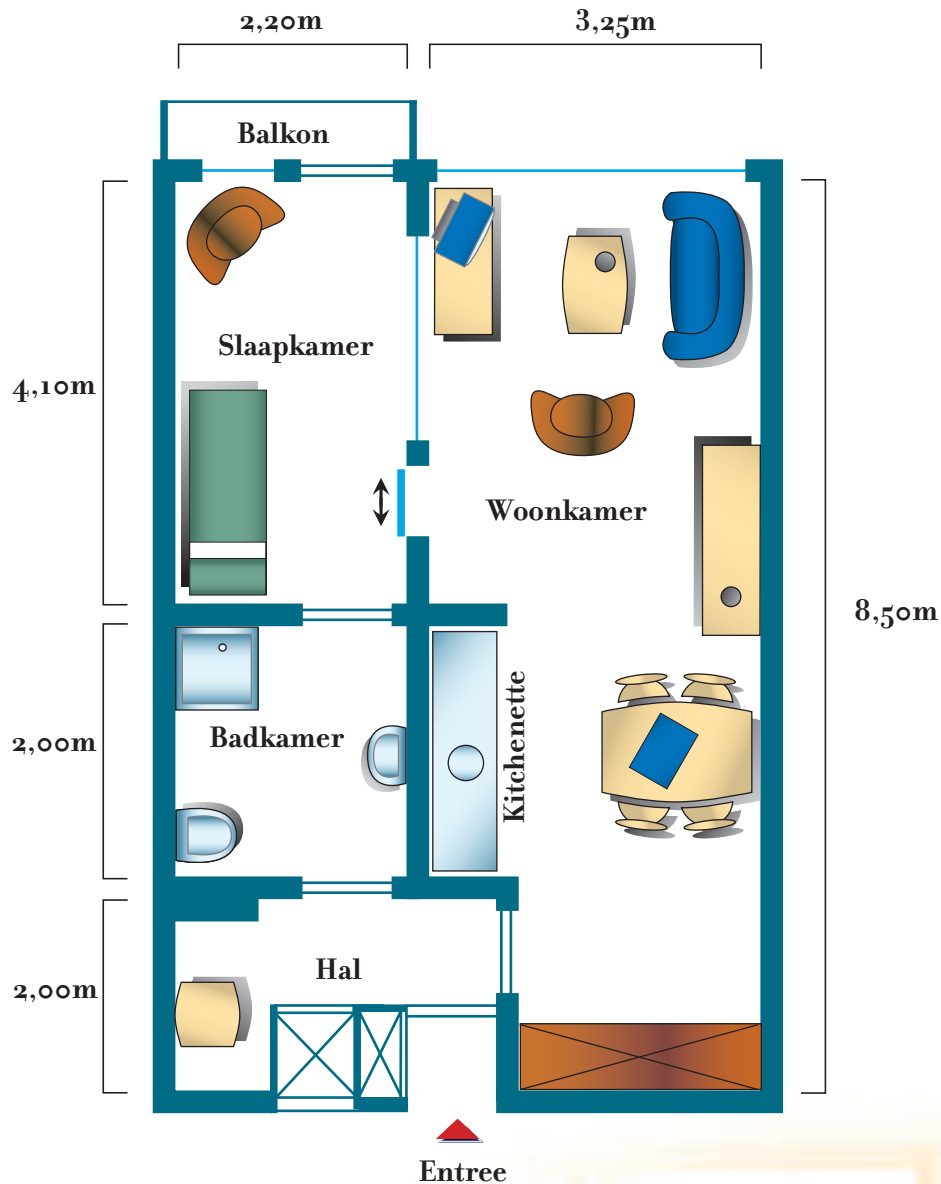 2,20m
3,25m
Balkon
Slaapkamer
4,10m
Woonkamer
8,50m
Kitchenette
Badkamer
2,00m
Hal
2,00m
Entree